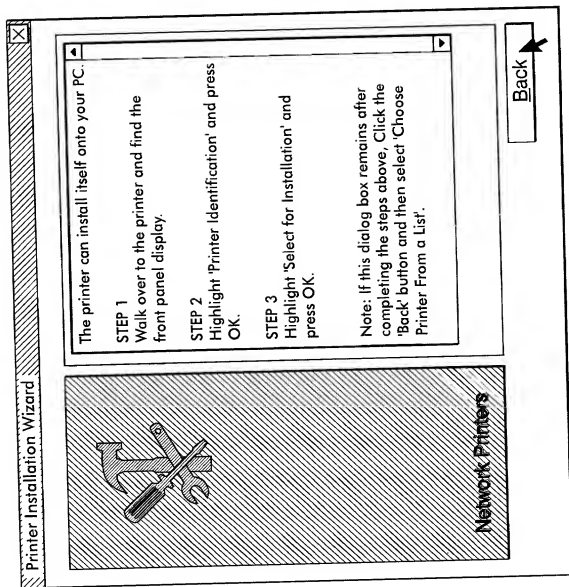 Printer Installation Wizard
The printer can install itself onto your PC.
STEP 1
Walk over to the printer and find the
front panel display.
STEP 2
Highlight 'Printer Identification' and press
OK.
STEP 3
Highlight 'Select for Installation' and
press OK.
Note: If this dialog box remains after
completing the steps above, Click the
'Back' button and then select 'Choose
Printer From a List'.
Network Printers
Back